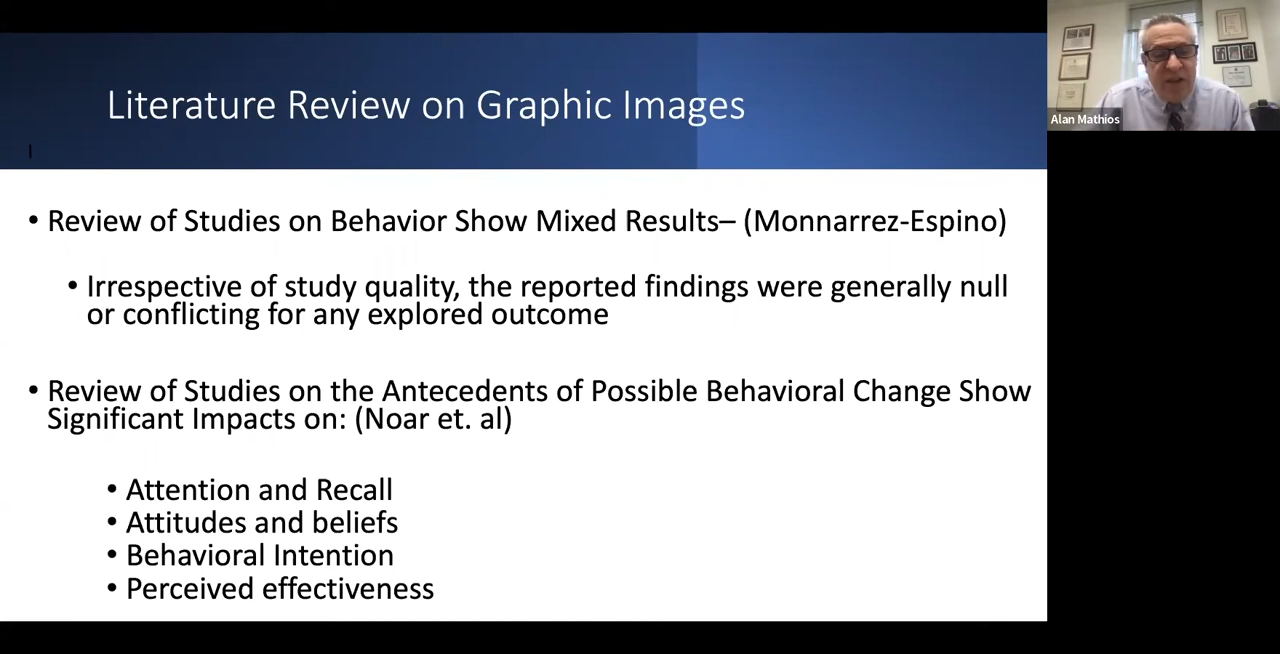 Literature Review on Graphic Images
• Review of Studies on Behavior Show Mixed Results– (Monnarrez-Espino)
• Irrespective of study quality, the reported findings were generally null
or conflicting for any explored outcome
• Review of Studies on the Antecedents of Possible Behavioral Change Show
Significant Impacts on: (Noar et. al)
• Attention and Recall
• Attitudes and beliefs
• Behavioral Intention
• Perceived effectiveness
Alan Mathios